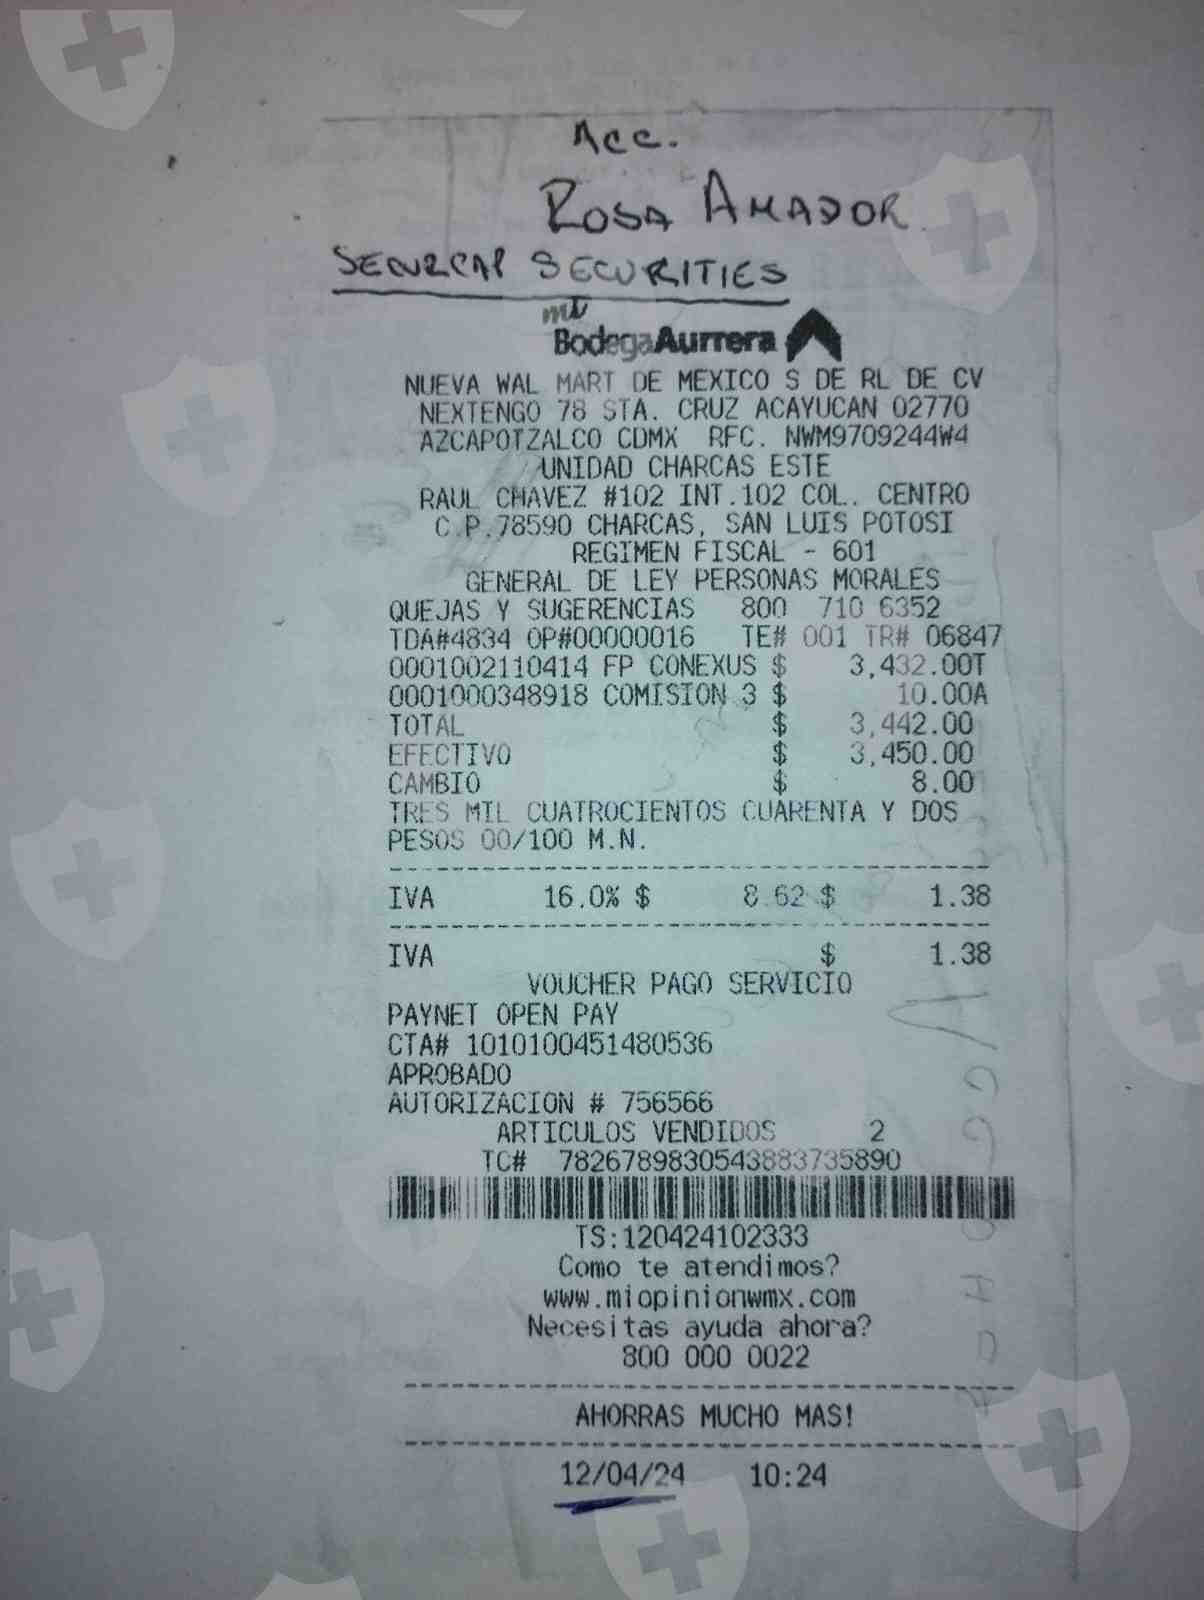 Acc.
ROSA AMADOR
SECURCAP SECURITIES
mi
Bodega Aurrera
NUEVA WAL MART DE MEXICO S DE RL DE CV
NEXTENGO 78 STA. CRUZ ACAYUCAN 02770
AZCAPOTZALCO CDMX RFC. NWM9709244W4
UNIDAD CHARCAS ESTE
RAUL CHAVEZ #102 INT.102 COL. CENTRO
C.P.78590 CHARCAS, SAN LUIS POTOSI
REGIMEN FISCAL - 601
GENERAL DE LEY PERSONAS MORALES
QUEJAS Y SUGERENCIAS 800 710 6352
TDA#4834 OP#00000016 TE# 001 TR# 06847
0001002110414 FP CONEXUS $ 3,432.00T
0001000348918 COMISION 3 $ 10.00A
TOTAL $ 3,442.00
EFECTIVO $ 3,450.00
CAMBIO $ 8.00
TRES MIL CUATROCIENTOS CUARENTA Y DOS
PESOS 00/100 M.N.
IVA 16.0% $ 8.62 $ 1.38
IVA $ 1.38
VOUCHER PAGO SERVICIO
PAYNET OPEN PAY
CTA# 1010100451480536
APROBADO
AUTORIZACION # 756566
ARTICULOS VENDIDOS 2
TC# 7826789830543883735890
TS:120424102333
Como te atendimos?
www.miopinionwmx.com
Necesitas ayuda ahora?
800 000 0022
AHORRAS MUCHO MAS!
12/04/24 10:24